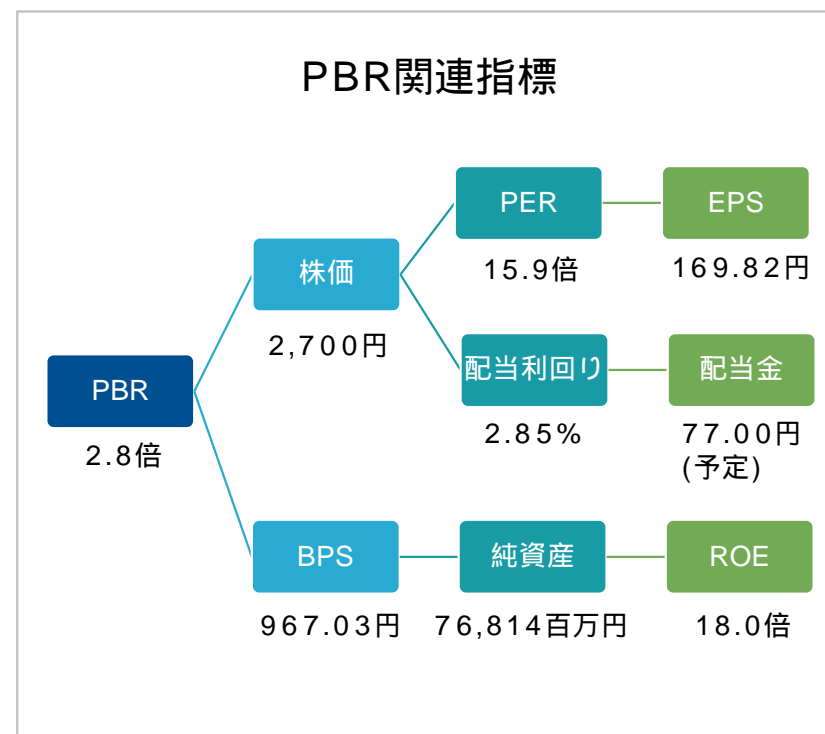 PBR関連指標
PER
15.9倍
EPS
169.82円
株価
2,700円
配当利回り
2.85%
配当金
77.00円
(予定)
PBR
2.8倍
BPS
967.03円
純資産
76,814百万円
ROE
18.0倍